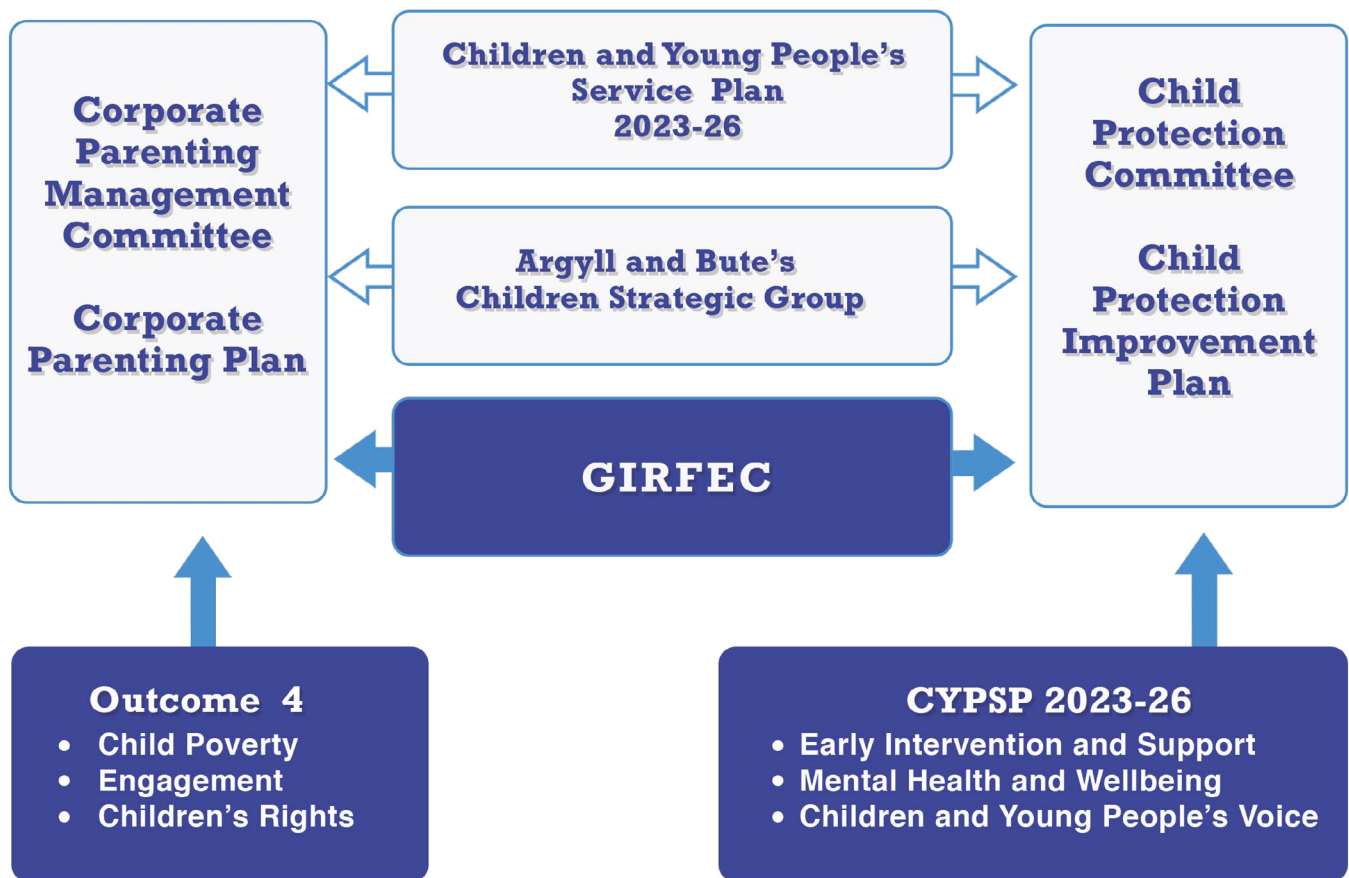 Corporate
Parenting
Management
Committee
Corporate
Parenting Plan
Children and Young People’s
Service Plan
2023-26
Argyll and Bute’s
Children Strategic Group
GIRFEC
Child
Protection
Committee
Child
Protection
Improvement
Plan
Outcome 4
• Child Poverty
• Engagement
• Children’s Rights
CYPSP 2023-26
• Early Intervention and Support
• Mental Health and Wellbeing
• Children and Young People’s Voice